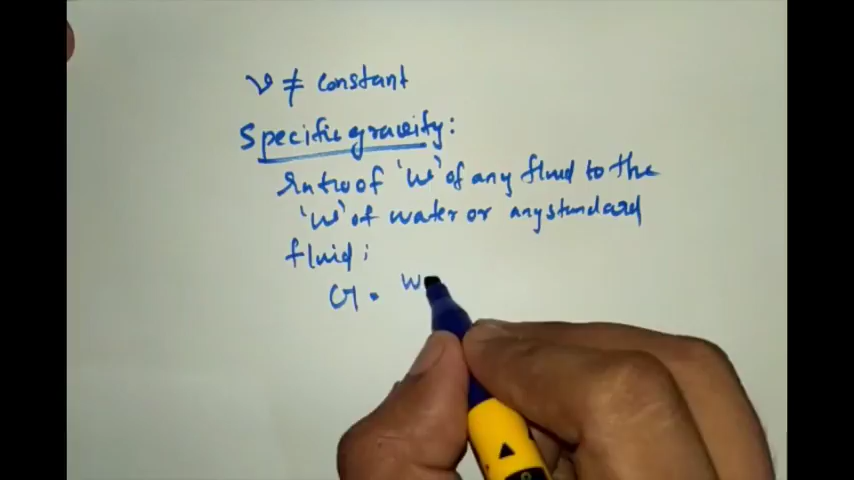 ν ≠ constant
Specific gravity:
Ratio of 'w' of any fluid to the
'w' of water or any standard
fluid;
G = w